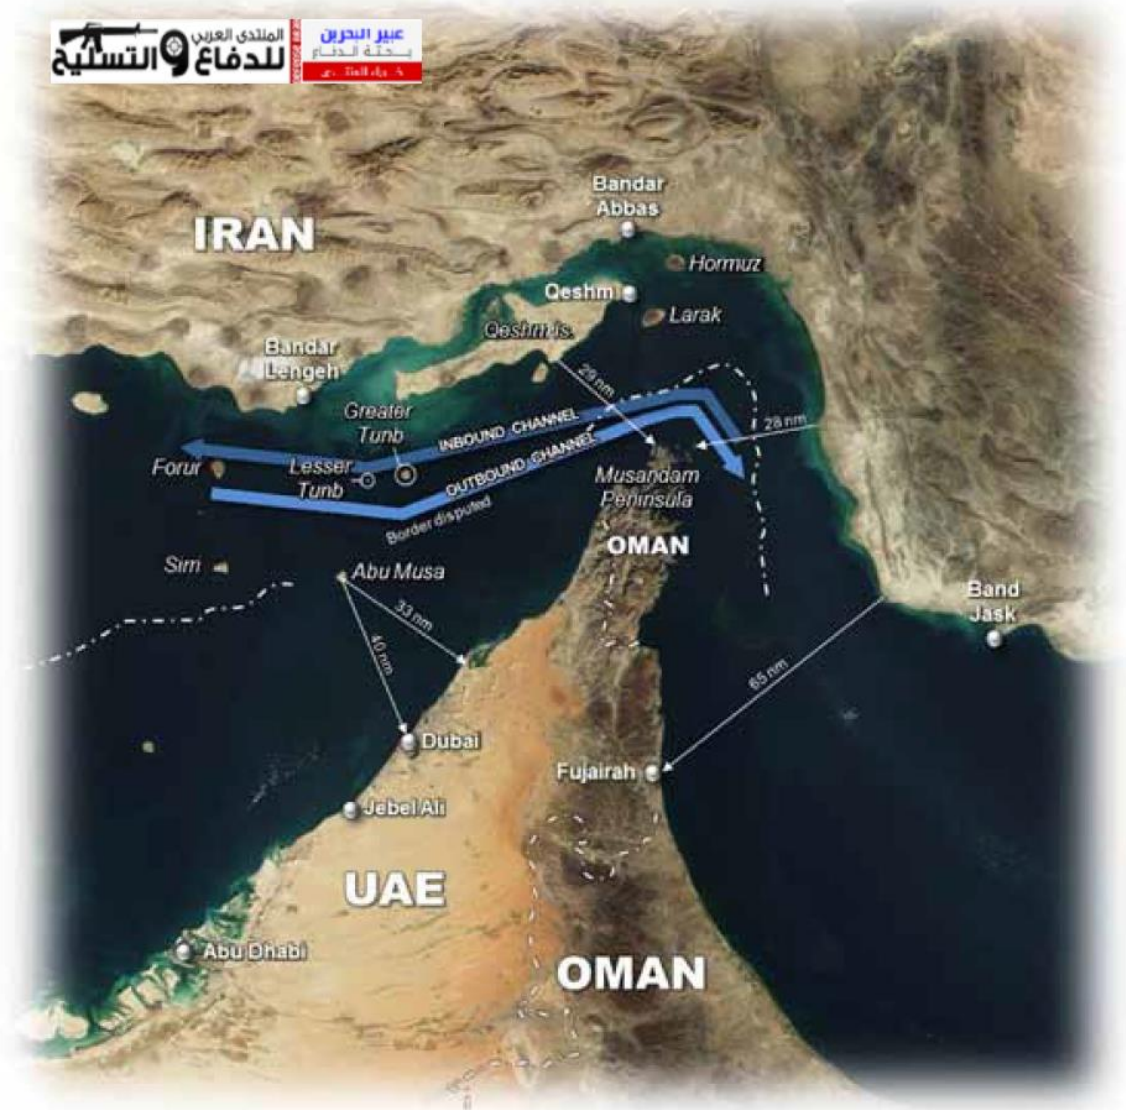 المنتدى العربي
للدفاع والتسليح
عبير البحرين
IRAN
Bandar
Abbas
Hormuz
Qeshm
Larak
Qeshm is.
Bandar
Lengeh
29 nm
Greater
Tunb
INBOUND CHANNEL
28 nm
Forur
Lesser
Tunb
OUTBOUND CHANNEL
Musandam
Peninsula
Border disputed
OMAN
Sirri
Abu Musa
Band
Jask
33 nm
40 nm
65 nm
Dubai
Fujairah
Jebel Ali
UAE
Abu Dhabi
OMAN